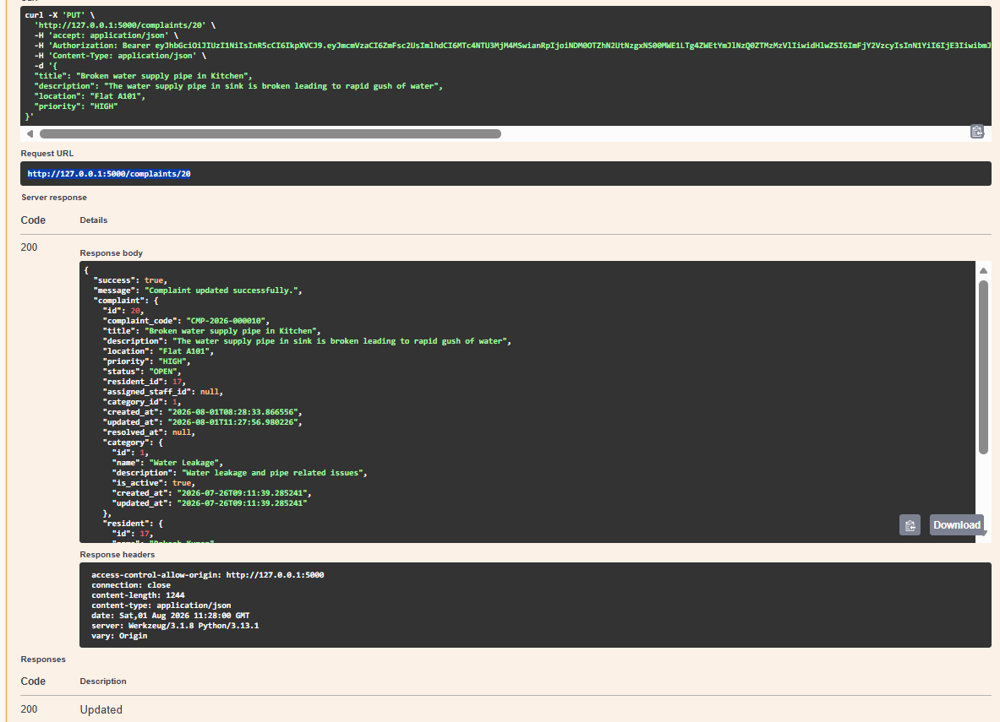 curl -X 'PUT' \
'http://127.0.0.1:5000/complaints/20' \
-H 'accept: application/json' \
-H 'Authorization: Bearer
-H 'Content-Type: application/json' \
-d '{
"title": "Broken water supply pipe in Kitchen",
"description": "The water supply pipe in sink is broken leading to rapid gush of water",
"location": "Flat A101",
"priority": "HIGH"
}'
Request URL
http://127.0.0.1:5000/complaints/20
Server response
Code Details
200
Response body
{
"success": true,
"message": "Complaint updated successfully.",
"complaint": {
"id": 20,
"complaint_code": "CMP-2026-000010",
"title": "Broken water supply pipe in Kitchen",
"description": "The water supply pipe in sink is broken leading to rapid gush of water",
"location": "Flat A101",
"priority": "HIGH",
"status": "OPEN",
"resident_id": 17,
"assigned_staff_id": null,
"category_id": 1,
"created_at": "2026-08-01T08:28:33.866556",
"updated_at": "2026-08-01T11:27:56.980226",
"resolved_at": null,
"category": {
"id": 1,
"name": "Water Leakage",
"description": "Water leakage and pipe related issues",
"is_active": true,
"created_at": "2026-07-26T09:11:39.285241",
"updated_at": "2026-07-26T09:11:39.285241"
},
"resident": {
"id": 17,
Download
Response headers
access-control-allow-origin: http://127.0.0.1:5000
connection: close
content-length: 1244
content-type: application/json
date: Sat,01 Aug 2026 11:28:00 GMT
server: Werkzeug/3.1.8 Python/3.13.1
vary: Origin
Responses
Code Description
200 Updated